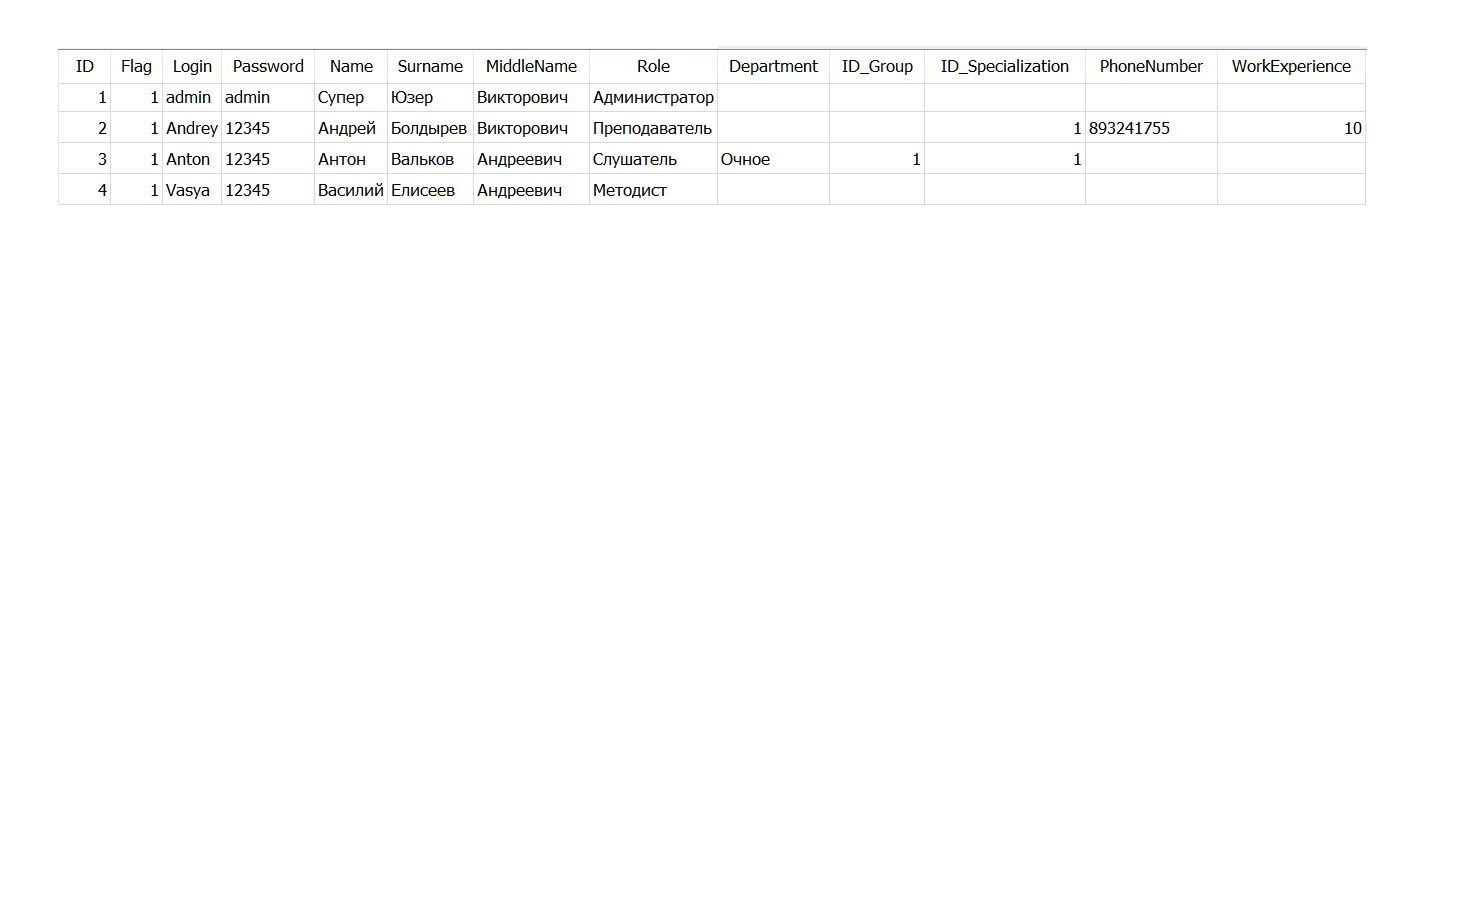 ID Flag Login Password Name Surname MiddleName Role Department ID_Group ID_Specialization PhoneNumber WorkExperience
1 1 admin admin Супер Юзер Викторович Администратор
2 1 Andrey 12345 Андрей Болдырев Викторович Преподаватель 1 893241755 10
3 1 Anton 12345 Антон Вальков Андреевич Слушатель Очное 1 1
4 1 Vasya 12345 Василий Елисеев Андреевич Методист